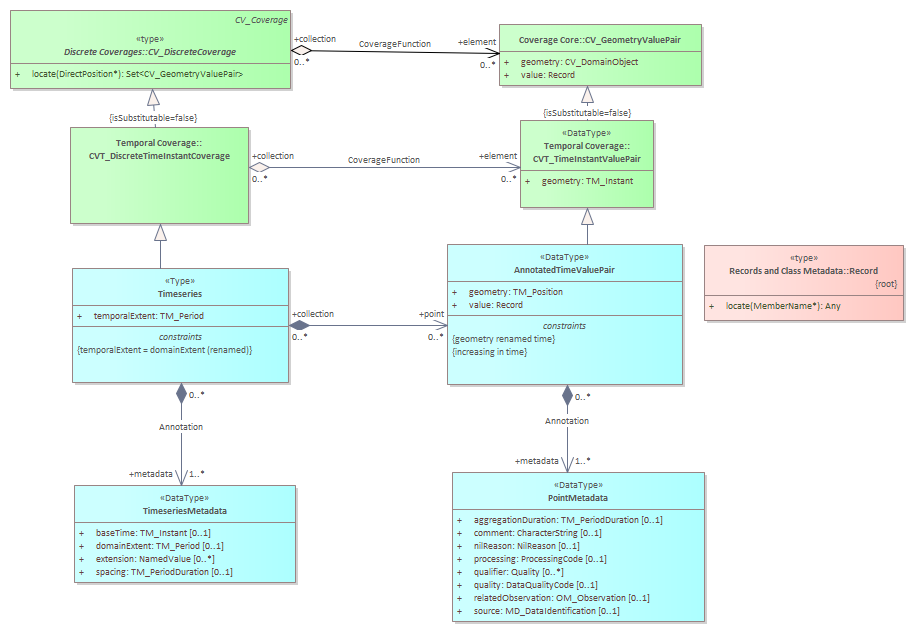 CV_Coverage
«type»
Discrete Coverages::CV_DiscreteCoverage
+ locate(DirectPosition*): Set<CV_GeometryValuePair>
+collection
0..*
CoverageFunction
+element
0..*
Coverage Core::CV_GeometryValuePair
+ geometry: CV_DomainObject
+ value: Record
{isSubstitutable=false}
{isSubstitutable=false}
Temporal Coverage::
CVT_DiscreteTimeInstantCoverage
+collection
0..*
CoverageFunction
+element
0..*
«DataType»
Temporal Coverage::
CVT_TimeInstantValuePair
+ geometry: TM_Instant
«Type»
Timeseries
+ temporalExtent: TM_Period
constraints
{temporalExtent = domainExtent (renamed)}
+collection
0..*
+point
0..*
«DataType»
AnnotatedTimeValuePair
+ geometry: TM_Position
+ value: Record
constraints
{geometry renamed time}
{increasing in time}
«type»
Records and Class Metadata::Record
{root}
+ locate(MemberName*): Any
0..*
Annotation
+metadata
1..*
0..*
Annotation
+metadata
1..*
«DataType»
TimeseriesMetadata
+ baseTime: TM_Instant [0..1]
+ domainExtent: TM_Period [0..1]
+ extension: NamedValue [0..*]
+ spacing: TM_PeriodDuration [0..1]
«DataType»
PointMetadata
+ aggregationDuration: TM_PeriodDuration [0..1]
+ comment: CharacterString [0..1]
+ nilReason: NilReason [0..1]
+ processing: ProcessingCode [0..1]
+ qualifier: Quality [0..*]
+ quality: DataQualityCode [0..1]
+ relatedObservation: OM_Observation [0..1]
+ source: MD_DataIdentification [0..1]